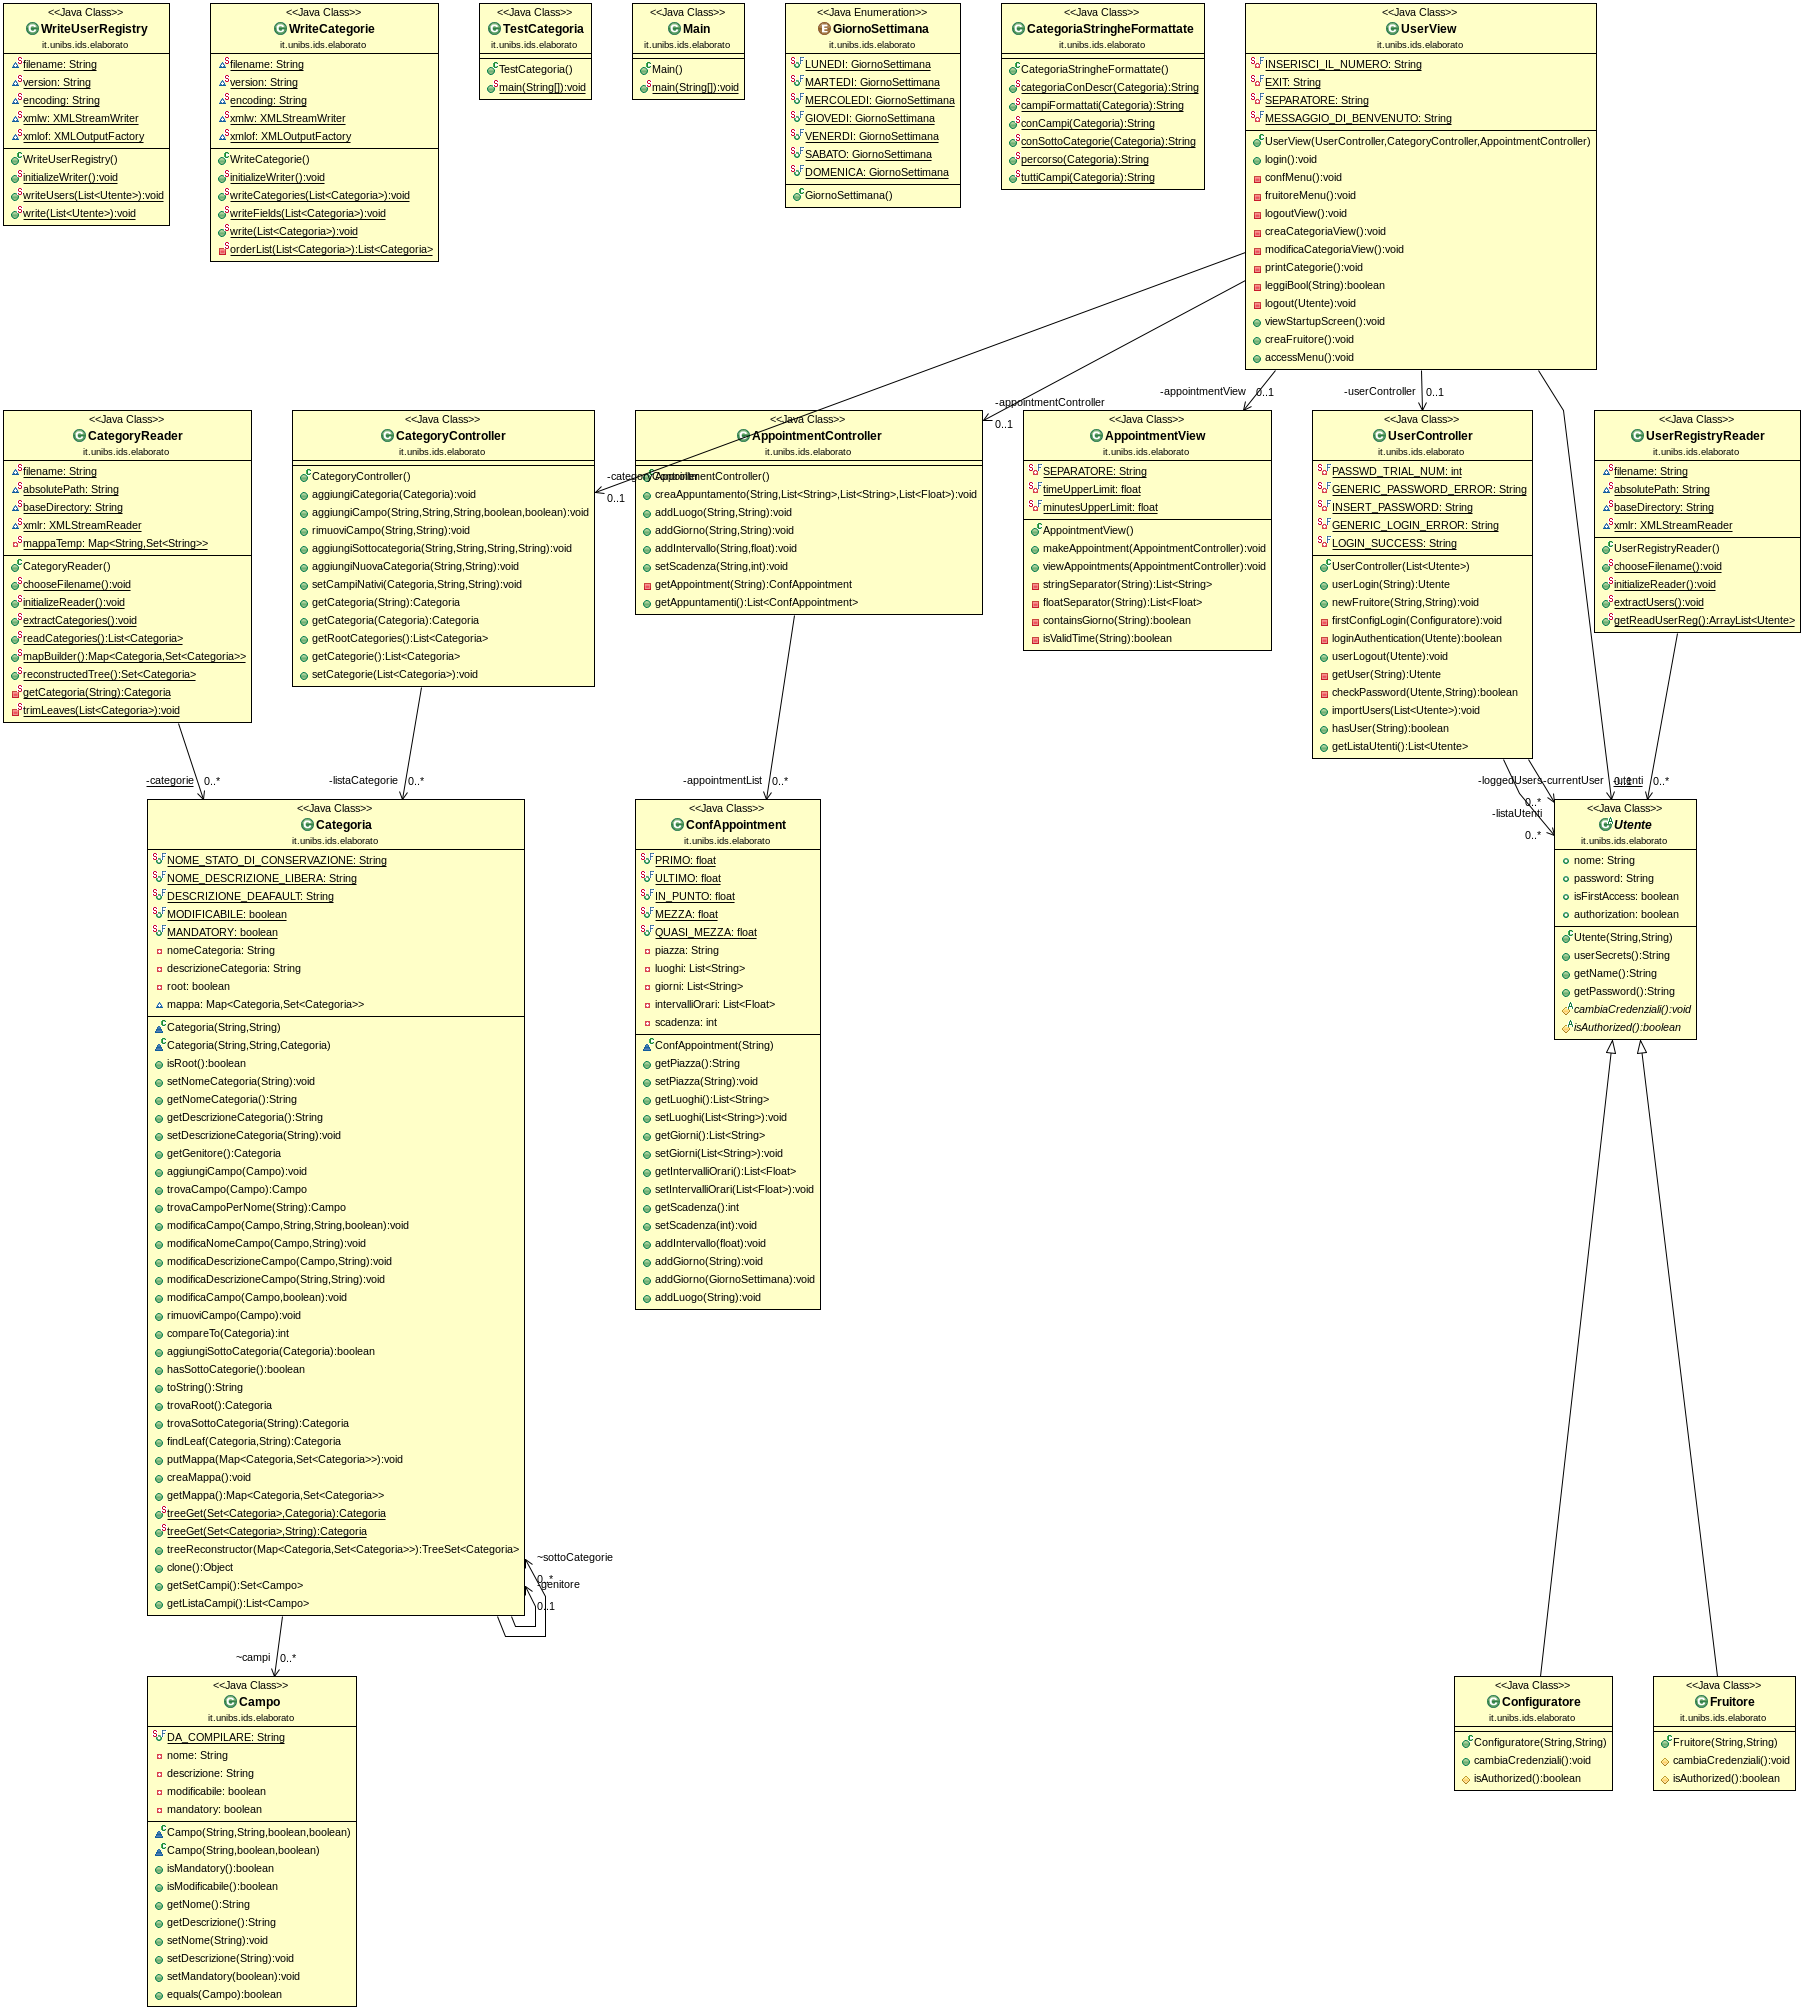 <<Java Class>>
WriteUserRegistry
it.unibs.ids.elaborato
filename: String
version: String
encoding: String
xmlw: XMLStreamWriter
xmlof: XMLOutputFactory
WriteUserRegistry()
initializeWriter():void
writeUsers(List<Utente>):void
write(List<Utente>):void
<<Java Class>>
WriteCategorie
it.unibs.ids.elaborato
filename: String
version: String
encoding: String
xmlw: XMLStreamWriter
xmlof: XMLOutputFactory
WriteCategorie()
initializeWriter():void
writeCategories(List<Categoria>):void
writeFields(List<Categoria>):void
write(List<Categoria>):void
orderList(List<Categoria>):List<Categoria>
<<Java Class>>
TestCategoria
it.unibs.ids.elaborato
TestCategoria()
main(String[]):void
<<Java Class>>
Main
it.unibs.ids.elaborato
Main()
main(String[]):void
<<Java Enumeration>>
GiornoSettimana
it.unibs.ids.elaborato
LUNEDI: GiornoSettimana
MARTEDI: GiornoSettimana
MERCOLEDI: GiornoSettimana
GIOVEDI: GiornoSettimana
VENERDI: GiornoSettimana
SABATO: GiornoSettimana
DOMENICA: GiornoSettimana
GiornoSettimana()
<<Java Class>>
CategoriaStringheFormattate
it.unibs.ids.elaborato
CategoriaStringheFormattate()
categoriaConDescr(Categoria):String
campiFormattati(Categoria):String
conCampi(Categoria):String
conSottoCategorie(Categoria):String
percorso(Categoria):String
tuttiCampi(Categoria):String
<<Java Class>>
UserView
it.unibs.ids.elaborato
INSERISCI_IL_NUMERO: String
EXIT: String
SEPARATORE: String
MESSAGGIO_DI_BENVENUTO: String
UserView(UserController,CategoryController,AppointmentController)
login():void
confMenu():void
fruitoreMenu():void
logoutView():void
creaCategoriaView():void
modificaCategoriaView():void
printCategorie():void
leggiBool(String):boolean
logout(Utente):void
viewStartupScreen():void
creaFruitore():void
accessMenu():void
-categoryController
0..1
-appointmentController
0..1
-appointmentView
0..1
-userController
0..1
<<Java Class>>
CategoryReader
it.unibs.ids.elaborato
filename: String
absolutePath: String
baseDirectory: String
xmlr: XMLStreamReader
mappaTemp: Map<String,Set<String>>
CategoryReader()
chooseFilename():void
initializeReader():void
extractCategories():void
readCategories():List<Categoria>
mapBuilder():Map<Categoria,Set<Categoria>>
reconstructedTree():Set<Categoria>
getCategoria(String):Categoria
trimLeaves(List<Categoria>):void
<<Java Class>>
CategoryController
it.unibs.ids.elaborato
CategoryController()
aggiungiCategoria(Categoria):void
aggiungiCampo(String,String,String,boolean,boolean):void
rimuoviCampo(String,String):void
aggiungiSottocategoria(String,String,String,String):void
aggiungiNuovaCategoria(String,String):void
setCampiNativi(Categoria,String,String):void
getCategoria(String):Categoria
getCategoria(Categoria):Categoria
getRootCategories():List<Categoria>
getCategorie():List<Categoria>
setCategorie(List<Categoria>):void
<<Java Class>>
AppointmentController
it.unibs.ids.elaborato
AppointmentController()
creaAppuntamento(String,List<String>,List<String>,List<Float>):void
addLuogo(String,String):void
addGiorno(String,String):void
addIntervallo(String,float):void
setScadenza(String,int):void
getAppointment(String):ConfAppointment
getAppuntamenti():List<ConfAppointment>
<<Java Class>>
AppointmentView
it.unibs.ids.elaborato
SEPARATORE: String
timeUpperLimit: float
minutesUpperLimit: float
AppointmentView()
makeAppointment(AppointmentController):void
viewAppointments(AppointmentController):void
stringSeparator(String):List<String>
floatSeparator(String):List<Float>
containsGiorno(String):boolean
isValidTime(String):boolean
<<Java Class>>
UserController
it.unibs.ids.elaborato
PASSWD_TRIAL_NUM: int
GENERIC_PASSWORD_ERROR: String
INSERT_PASSWORD: String
GENERIC_LOGIN_ERROR: String
LOGIN_SUCCESS: String
UserController(List<Utente>)
userLogin(String):Utente
newFruitore(String,String):void
firstConfigLogin(Configuratore):void
loginAuthentication(Utente):boolean
userLogout(Utente):void
getUser(String):Utente
checkPassword(Utente,String):boolean
importUsers(List<Utente>):void
hasUser(String):boolean
getListaUtenti():List<Utente>
<<Java Class>>
UserRegistryReader
it.unibs.ids.elaborato
filename: String
absolutePath: String
baseDirectory: String
xmlr: XMLStreamReader
UserRegistryReader()
chooseFilename():void
initializeReader():void
extractUsers():void
getReadUserReg():ArrayList<Utente>
-categorie
0..*
-listaCategorie
0..*
-appointmentList
0..*
-loggedUsers
0..*
-listaUtenti
0..*
-currentUser
0..1
-utenti
0..*
<<Java Class>>
Categoria
it.unibs.ids.elaborato
NOME_STATO_DI_CONSERVAZIONE: String
NOME_DESCRIZIONE_LIBERA: String
DESCRIZIONE_DEAFAULT: String
MODIFICABILE: boolean
MANDATORY: boolean
nomeCategoria: String
descrizioneCategoria: String
root: boolean
mappa: Map<Categoria,Set<Categoria>>
Categoria(String,String)
Categoria(String,String,Categoria)
isRoot():boolean
setNomeCategoria(String):void
getNomeCategoria():String
getDescrizioneCategoria():String
setDescrizioneCategoria(String):void
getGenitore():Categoria
aggiungiCampo(Campo):void
trovaCampo(Campo):Campo
trovaCampoPerNome(String):Campo
modificaCampo(Campo,String,String,boolean):void
modificaNomeCampo(Campo,String):void
modificaDescrizioneCampo(Campo,String):void
modificaDescrizioneCampo(String,String):void
modificaCampo(Campo,boolean):void
rimuoviCampo(Campo):void
compareTo(Categoria):int
aggiungiSottoCategoria(Categoria):boolean
hasSottoCategorie():boolean
toString():String
trovaRoot():Categoria
trovaSottoCategoria(String):Categoria
findLeaf(Categoria,String):Categoria
putMappa(Map<Categoria,Set<Categoria>>):void
creaMappa():void
getMappa():Map<Categoria,Set<Categoria>>
treeGet(Set<Categoria>,Categoria):Categoria
treeGet(Set<Categoria>,String):Categoria
treeReconstructor(Map<Categoria,Set<Categoria>>):TreeSet<Categoria>
clone():Object
getSetCampi():Set<Campo>
getListaCampi():List<Campo>
~sottoCategorie
0..*
-genitore
0..1
<<Java Class>>
ConfAppointment
it.unibs.ids.elaborato
PRIMO: float
ULTIMO: float
IN_PUNTO: float
MEZZA: float
QUASI_MEZZA: float
piazza: String
luoghi: List<String>
giorni: List<String>
intervalliOrari: List<Float>
scadenza: int
ConfAppointment(String)
getPiazza():String
setPiazza(String):void
getLuoghi():List<String>
setLuoghi(List<String>):void
getGiorni():List<String>
setGiorni(List<String>):void
getIntervalliOrari():List<Float>
setIntervalliOrari(List<Float>):void
getScadenza():int
setScadenza(int):void
addIntervallo(float):void
addGiorno(String):void
addGiorno(GiornoSettimana):void
addLuogo(String):void
<<Java Class>>
Utente
it.unibs.ids.elaborato
nome: String
password: String
isFirstAccess: boolean
authorization: boolean
Utente(String,String)
userSecrets():String
getName():String
getPassword():String
cambiaCredenziali():void
isAuthorized():boolean
~campi
0..*
<<Java Class>>
Campo
it.unibs.ids.elaborato
DA_COMPILARE: String
nome: String
descrizione: String
modificabile: boolean
mandatory: boolean
Campo(String,String,boolean,boolean)
Campo(String,boolean,boolean)
isMandatory():boolean
isModificabile():boolean
getNome():String
getDescrizione():String
setNome(String):void
setDescrizione(String):void
setMandatory(boolean):void
equals(Campo):boolean
<<Java Class>>
Configuratore
it.unibs.ids.elaborato
Configuratore(String,String)
cambiaCredenziali():void
isAuthorized():boolean
<<Java Class>>
Fruitore
it.unibs.ids.elaborato
Fruitore(String,String)
cambiaCredenziali():void
isAuthorized():boolean